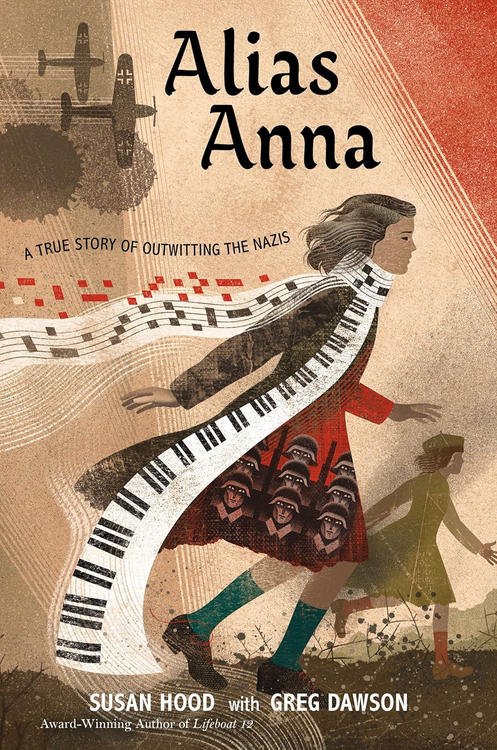 Alias
Anna
A TRUE STORY OF OUTWITTING THE NAZIS
SUSAN HOOD with GREG DAWSON
Award-Winning Author of Lifeboat 12